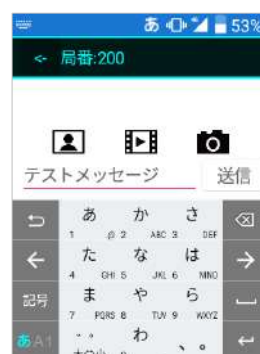 あ 53%
<- 局番:200
テストメッセージ 送信
あ か さ
1 .@ 2 ABC 3 DEF
た な は
4 GHI 5 JKL 6 MNO
記号 ま や ら
7 PQRS 8 TUV 9 WXYZ
わ 、。
あA1